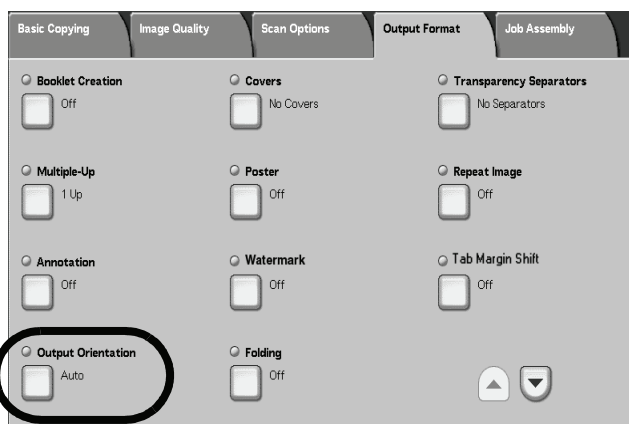 Basic Copying
Image Quality
Scan Options
Output Format
Job Assembly
Booklet Creation
Off
Covers
No Covers
Transparency Separators
No Separators
Multiple-Up
1 Up
Poster
Off
Repeat Image
Off
Annotation
Off
Watermark
Off
Tab Margin Shift
Off
Output Orientation
Auto
Folding
Off